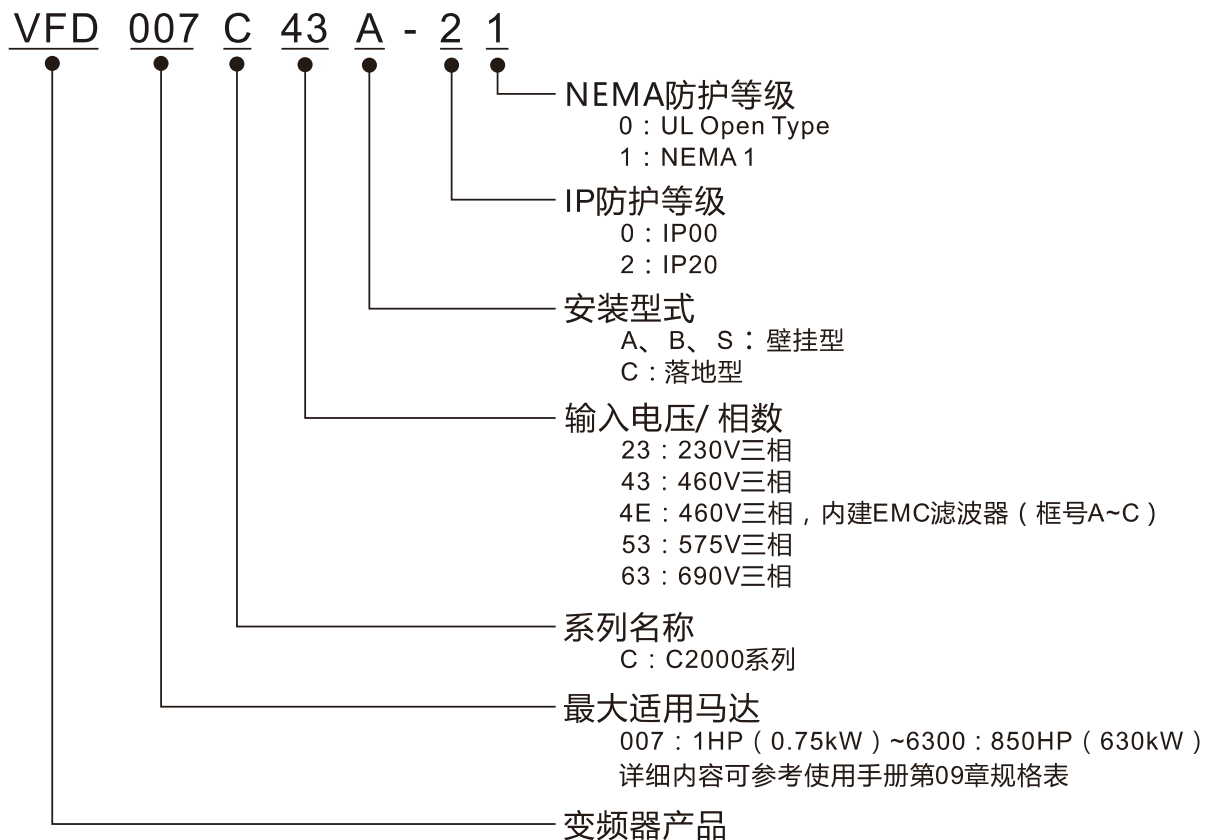 VFD 007 C 43 A - 2 1
NEMA防护等级
0：UL Open Type
1：NEMA 1
IP防护等级
0：IP00
2：IP20
安装型式
A、B、S：壁挂型
C：落地型
输入电压/ 相数
23：230V三相
43：460V三相
4E：460V三相，内建EMC滤波器（框号A~C）
53：575V三相
63：690V三相
系列名称
C：C2000系列
最大适用马达
007：1HP（0.75kW）~6300：850HP（630kW）
详细内容可参考使用手册第09章规格表
变频器产品